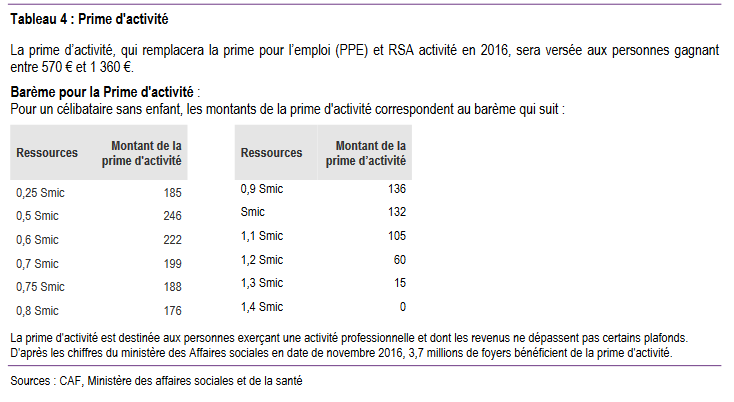 Tableau 4 : Prime d'activité
La prime d'activité, qui remplacera la prime pour l'emploi (PPE) et RSA activité en 2016, sera versée aux personnes gagnant
entre 570 € et 1 360 €.
Barème pour la Prime d'activité :
Pour un célibataire sans enfant, les montants de la prime d'activité correspondent au barème qui suit :
Ressources Montant de la prime d'activité
0,25 Smic 185
0,5 Smic 246
0,6 Smic 222
0,7 Smic 199
0,75 Smic 188
0,8 Smic 176
Ressources Montant de la prime d'activité
0,9 Smic 136
Smic 132
1,1 Smic 105
1,2 Smic 60
1,3 Smic 15
1,4 Smic 0
La prime d'activité est destinée aux personnes exerçant une activité professionnelle et dont les revenus ne dépassent pas certains plafonds.
D'après les chiffres du ministère des Affaires sociales en date de novembre 2016, 3,7 millions de foyers bénéficient de la prime d'activité.
Sources : CAF, Ministère des affaires sociales et de la santé